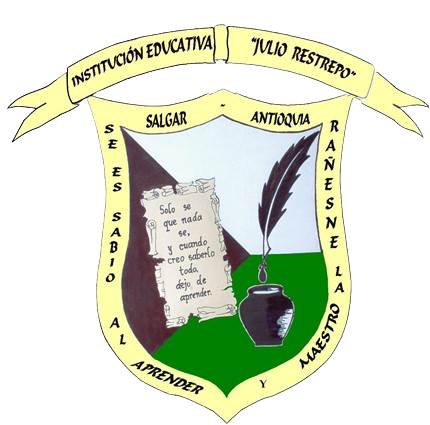 INSTITUCIÓN EDUCATIVA "JULIO RESTREPO"
SALGAR - ANTIOQUIA
SE ES SABIO AL APRENDER Y MAESTRO AL ENSEÑAR
Solo se
que nada
se,
y cuando
creo saberlo
todo,
dejo de
aprender.